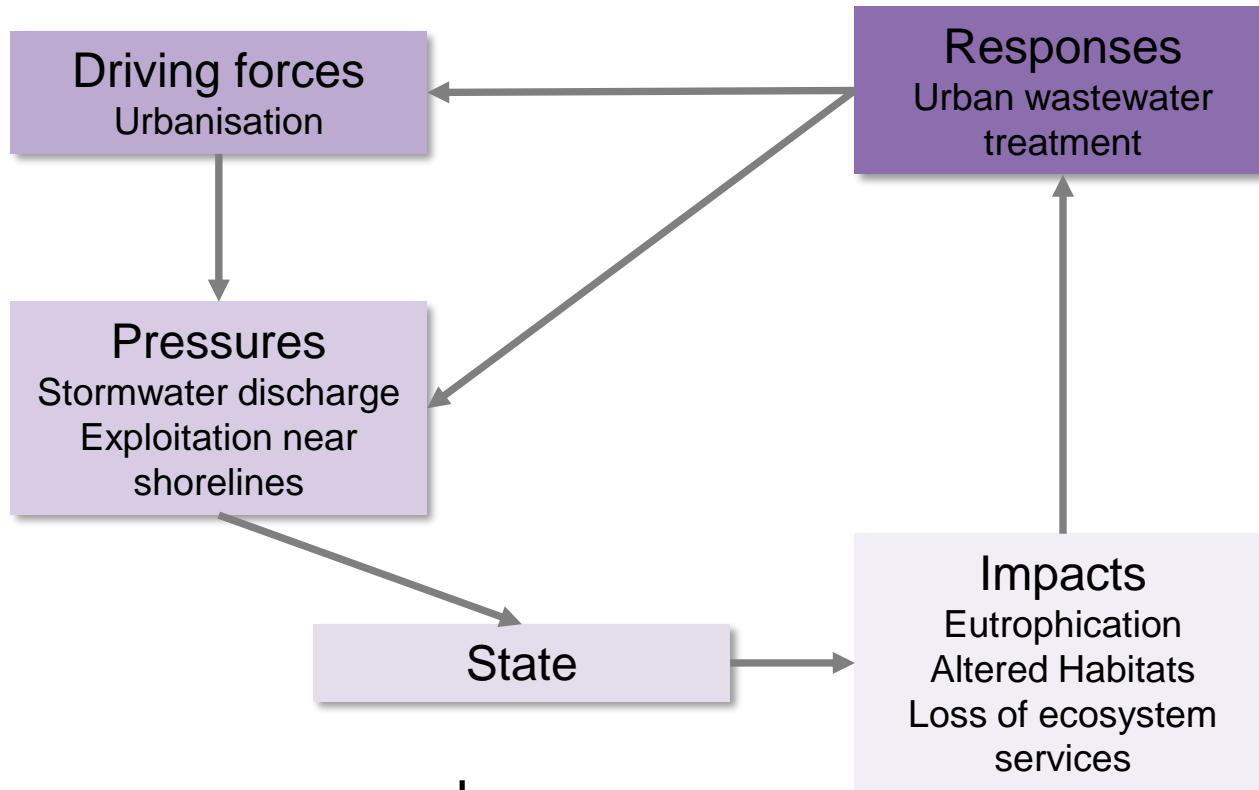 Driving forces
Urbanisation
Responses
Urban wastewater
treatment
Pressures
Stormwater discharge
Exploitation near
shorelines
State
Impacts
Eutrophication
Altered Habitats
Loss of ecosystem
services